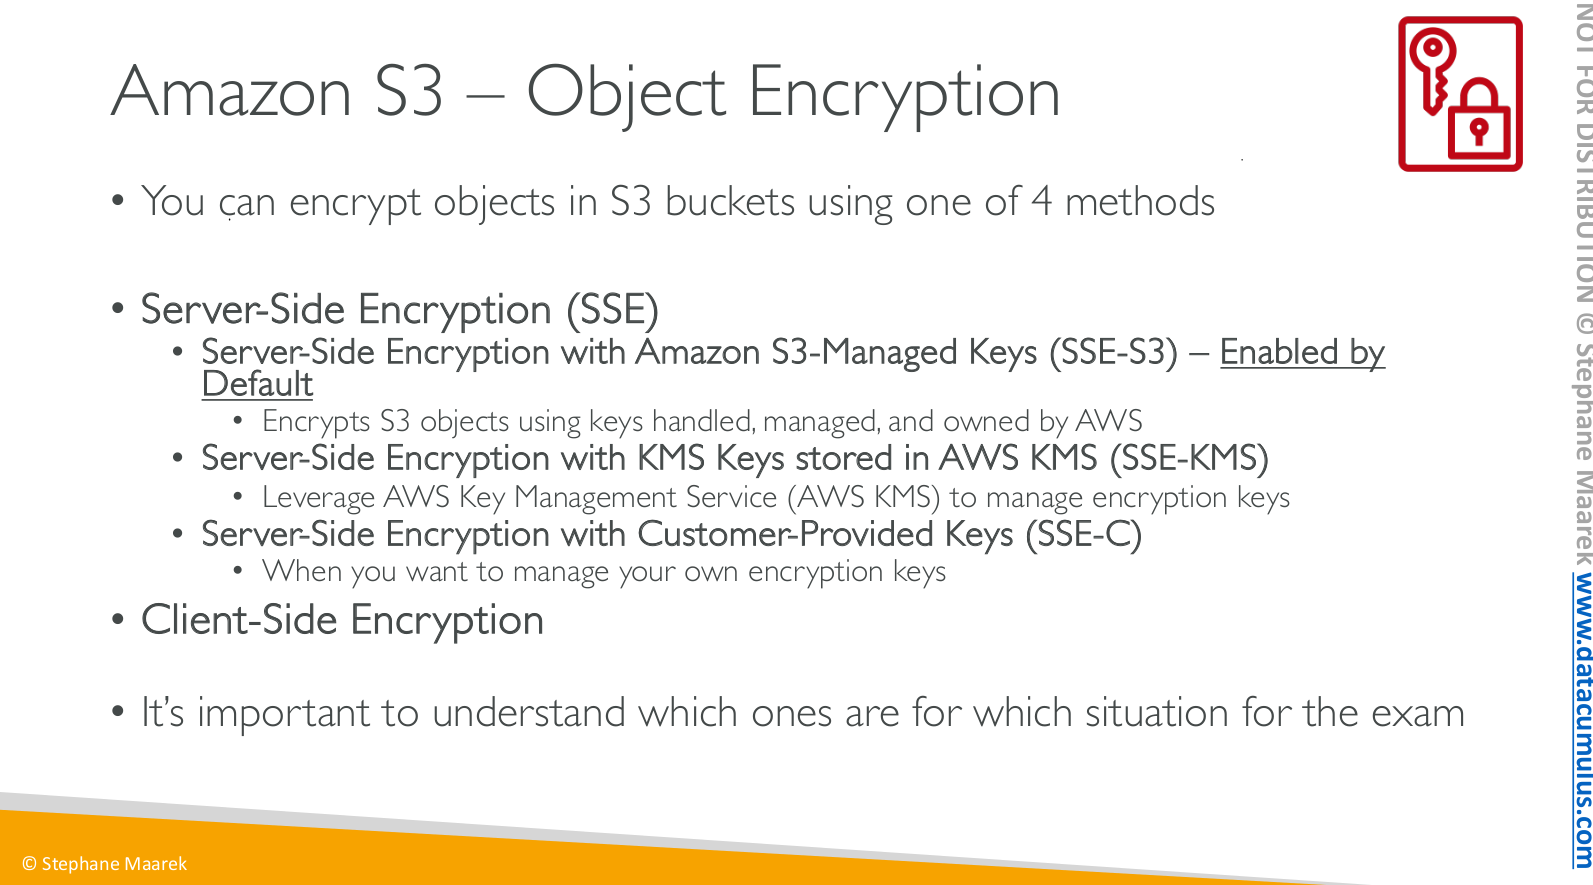 Amazon S3 – Object Encryption
• You can encrypt objects in S3 buckets using one of 4 methods
• Server-Side Encryption (SSE)
• Server-Side Encryption with Amazon S3-Managed Keys (SSE-S3) – Enabled by
Default
• Encrypts S3 objects using keys handled, managed, and owned by AWS
• Server-Side Encryption with KMS Keys stored in AWS KMS (SSE-KMS)
• Leverage AWS Key Management Service (AWS KMS) to manage encryption keys
• Server-Side Encryption with Customer-Provided Keys (SSE-C)
• When you want to manage your own encryption keys
• Client-Side Encryption
• It's important to understand which ones are for which situation for the exam
© Stephane Maarek
NOT FOR DISTRIBUTION © Stephane Maarek www.datacumulus.com